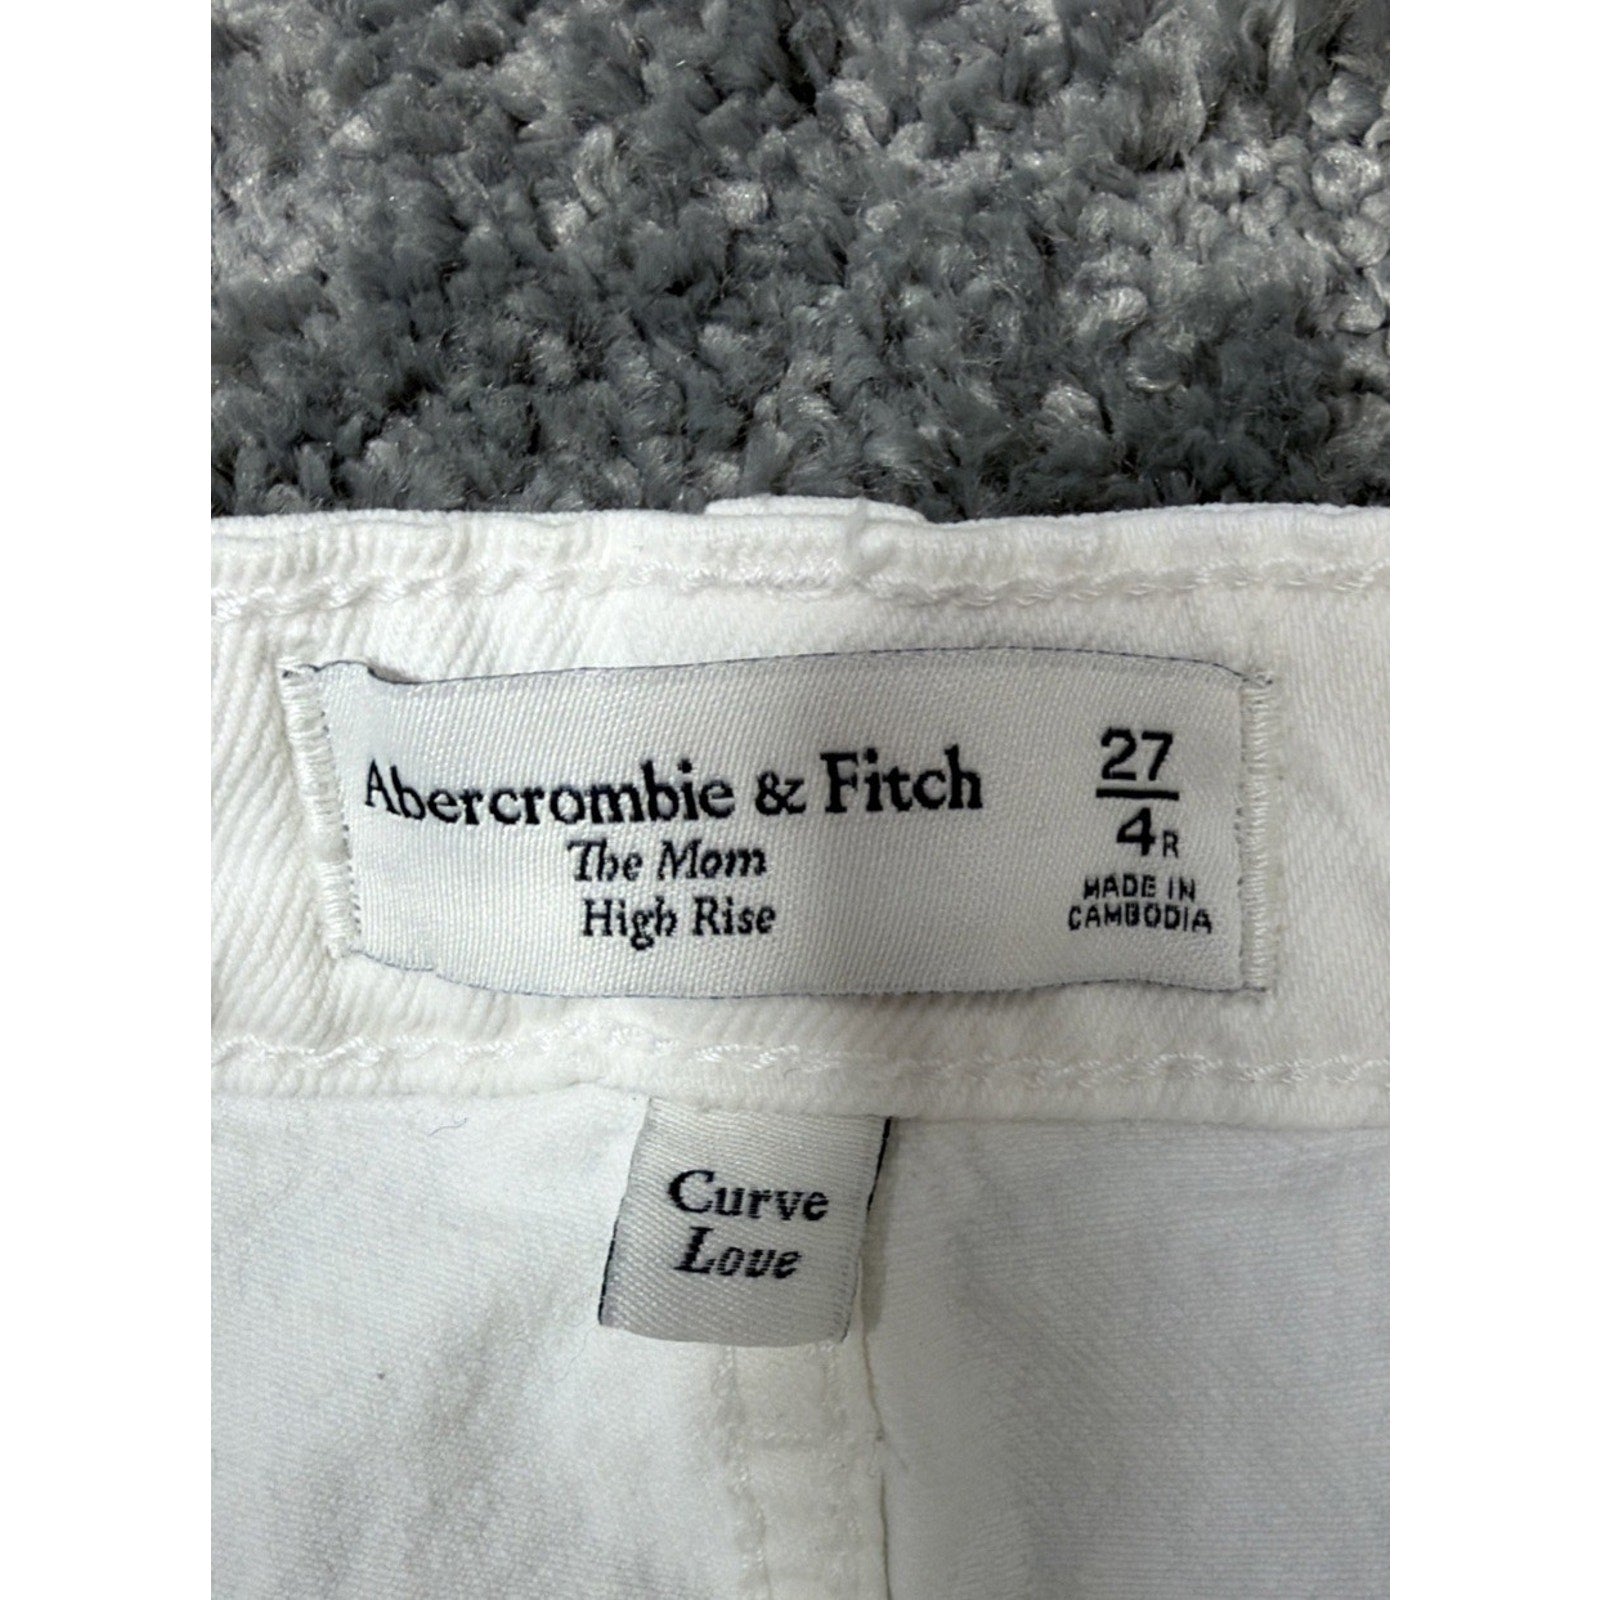 Abercrombie & Fitch
The Mom
High Rise
27
4R
MADE IN
CAMBODIA
Curve
Love